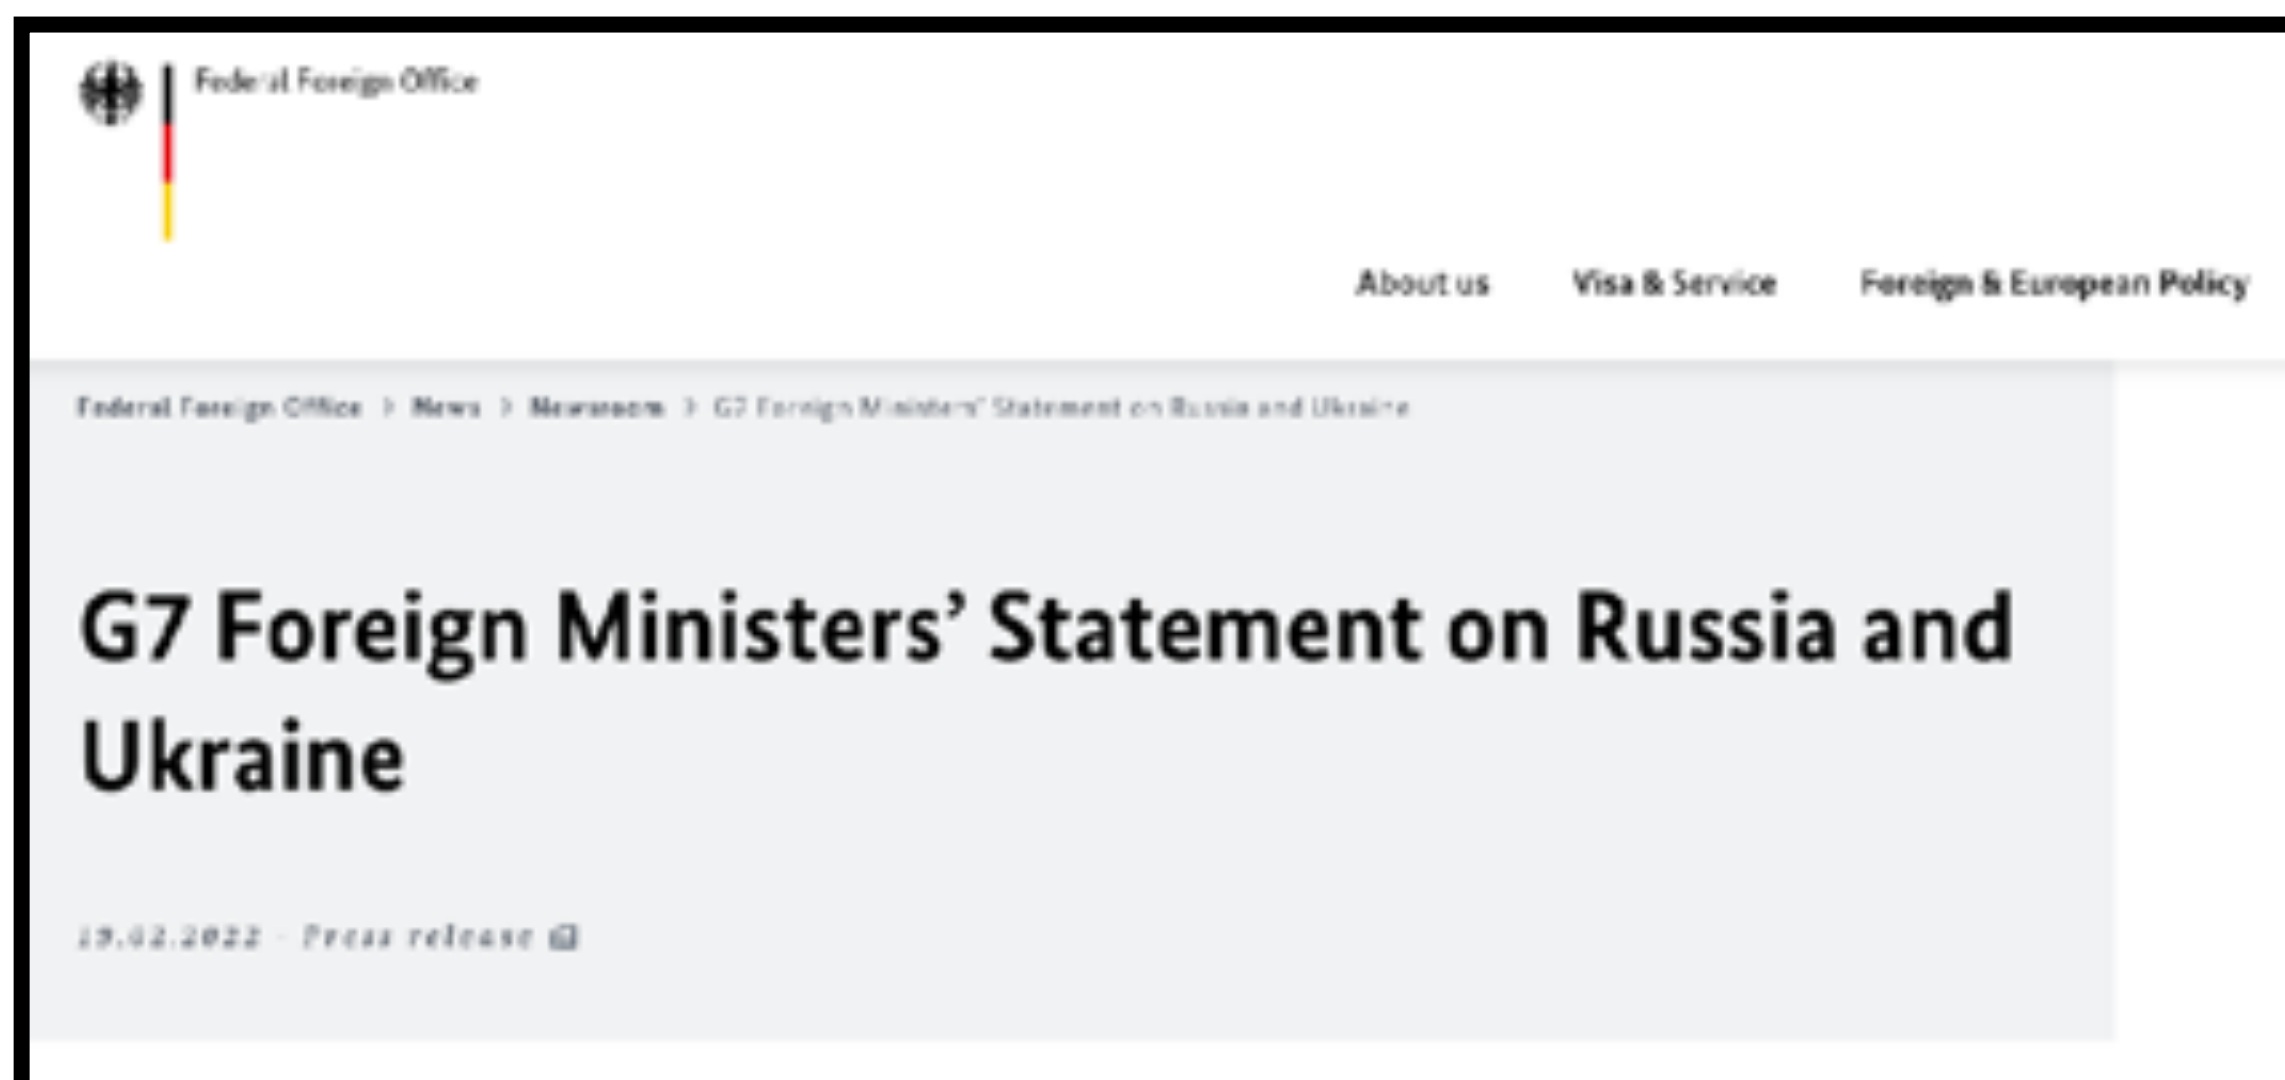 Federal Foreign Office
About us Visa & Service Foreign & European Policy
Federal Foreign Office > News > Newsroom > G7 Foreign Ministers' Statement on Russia and Ukraine
G7 Foreign Ministers’ Statement on Russia and
Ukraine
19.02.2022 - Press release